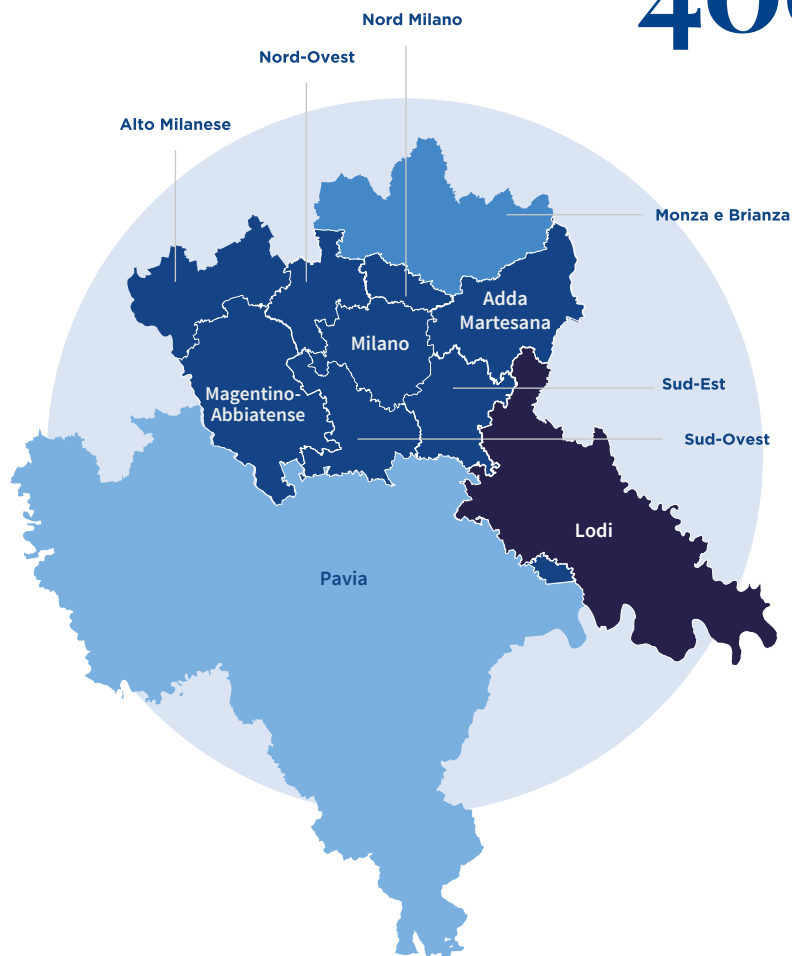 Nord Milano
Nord-Ovest
Alto Milanese
Monza e Brianza
Adda
Martesana
Milano
Sud-Est
Magentino-
Abbiatense
Sud-Ovest
Lodi
Pavia